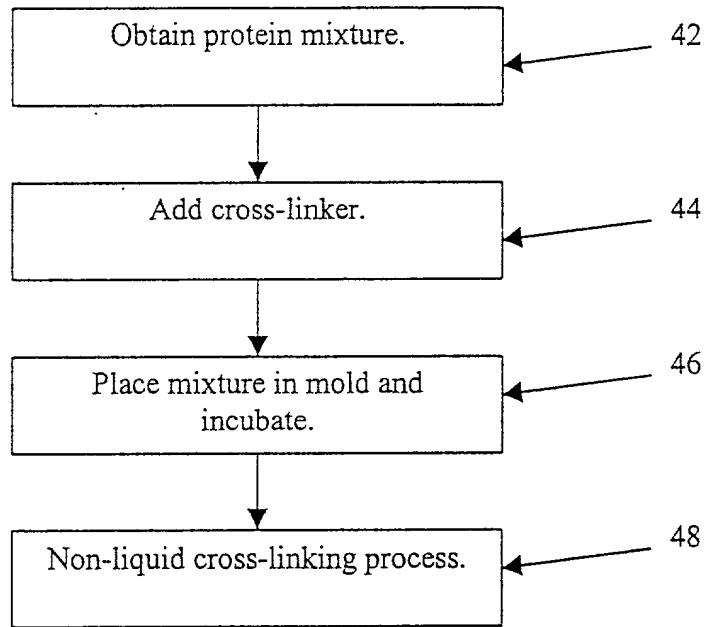 Obtain protein mixture.
42
Add cross-linker.
44
Place mixture in mold and
incubate.
46
Non-liquid cross-linking process.
48